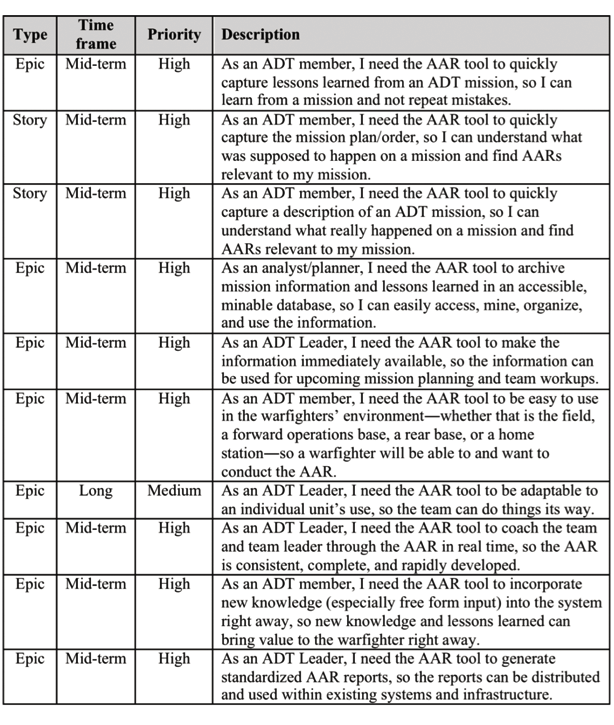 Type Time frame Priority Description
Epic Mid-term High As an ADT member, I need the AAR tool to quickly
capture lessons learned from an ADT mission, so I can
learn from a mission and not repeat mistakes.
Story Mid-term High As an ADT member, I need the AAR tool to quickly
capture the mission plan/order, so I can understand what
was supposed to happen on a mission and find AARs
relevant to my mission.
Story Mid-term High As an ADT member, I need the AAR tool to quickly
capture a description of an ADT mission, so I can
understand what really happened on a mission and find
AARs relevant to my mission.
Epic Mid-term High As an analyst/planner, I need the AAR tool to archive
mission information and lessons learned in an accessible,
minable database, so I can easily access, mine, organize,
and use the information.
Epic Mid-term High As an ADT Leader, I need the AAR tool to make the
information immediately available, so the information can
be used for upcoming mission planning and team workups.
Epic Mid-term High As an ADT member, I need the AAR tool to be easy to use
in the warfighters’ environment—whether that is the field,
a forward operations base, a rear base, or a home
station—so a warfighter will be able to and want to
conduct the AAR.
Epic Long Medium As an ADT Leader, I need the AAR tool to be adaptable to
an individual unit’s use, so the team can do things its way.
Epic Mid-term High As an ADT Leader, I need the AAR tool to coach the team
and team leader through the AAR in real time, so the AAR
is consistent, complete, and rapidly developed.
Epic Mid-term High As an ADT member, I need the AAR tool to incorporate
new knowledge (especially free form input) into the system
right away, so new knowledge and lessons learned can
bring value to the warfighter right away.
Epic Mid-term High As an ADT Leader, I need the AAR tool to generate
standardized AAR reports, so the reports can be distributed
and used within existing systems and infrastructure.